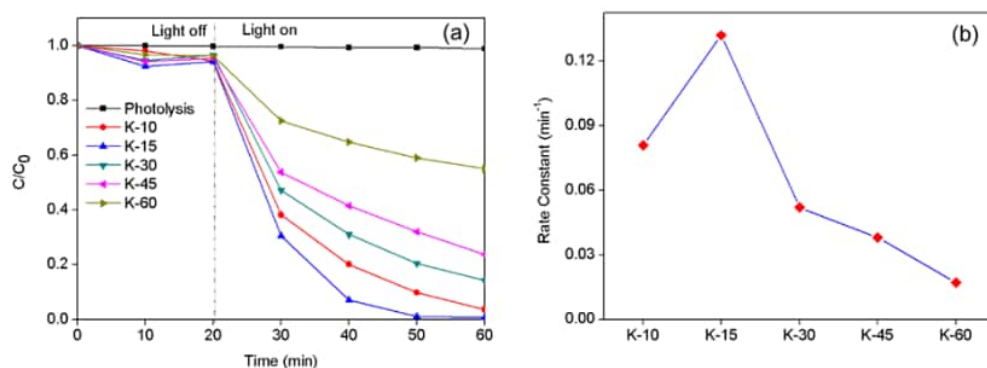 Light off
Light on
(a)
1.0
0.8
0.6
0.4
0.2
0.0
C/C0
Photolysis
K-10
K-15
K-30
K-45
K-60
0 10 20 30 40 50 60
Time (min)
(b)
0.12
0.09
0.06
0.03
0.00
Rate Constant (min-1)
K-10 K-15 K-30 K-45 K-60